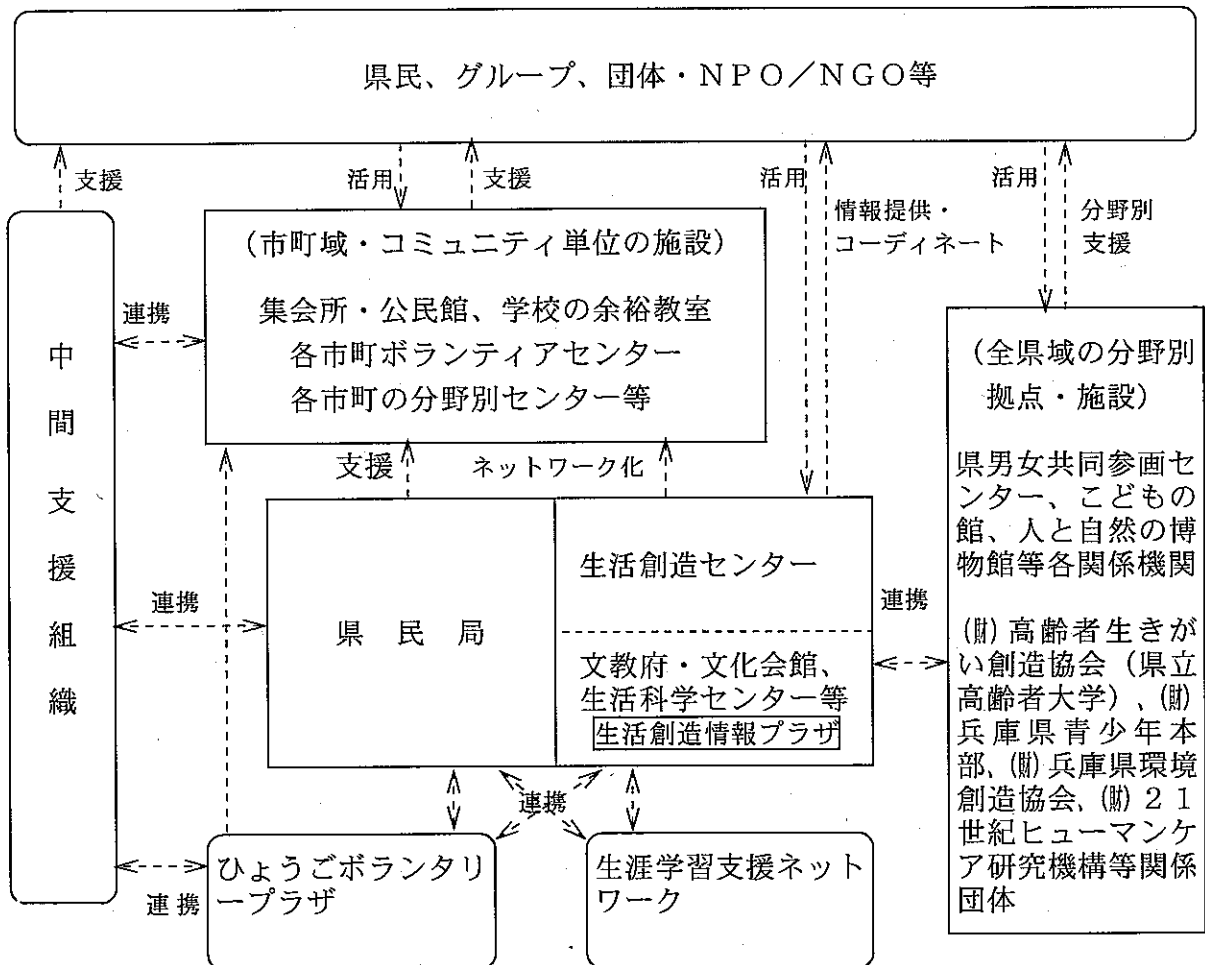 県民、グループ、団体・ＮＰＯ／ＮＧＯ等
支援
活用
支援
活用
情報提供・
コーディネート
活用
分野別
支援
中間支援組織
連携
（市町域・コミュニティ単位の施設）
集会所・公民館、学校の余裕教室
各市町ボランティアセンター
各市町の分野別センター等
支援
ネットワーク化
連携
県民局
生活創造センター
文教府・文化会館、
生活科学センター等
生活創造情報プラザ
連携
（全県域の分野別
拠点・施設）
県男女共同参画セ
ンター、こどもの
館、人と自然の博
物館等各関係機関
㈶高齢者生きが
い創造協会（県立
高齢者大学）、㈶
兵庫県青少年本
部、㈶兵庫県環境
創造協会、㈶２１
世紀ヒューマンケ
ア研究機構等関係
団体
連携
連携
ひょうごボランタリ
ープラザ
生涯学習支援ネット
ワーク